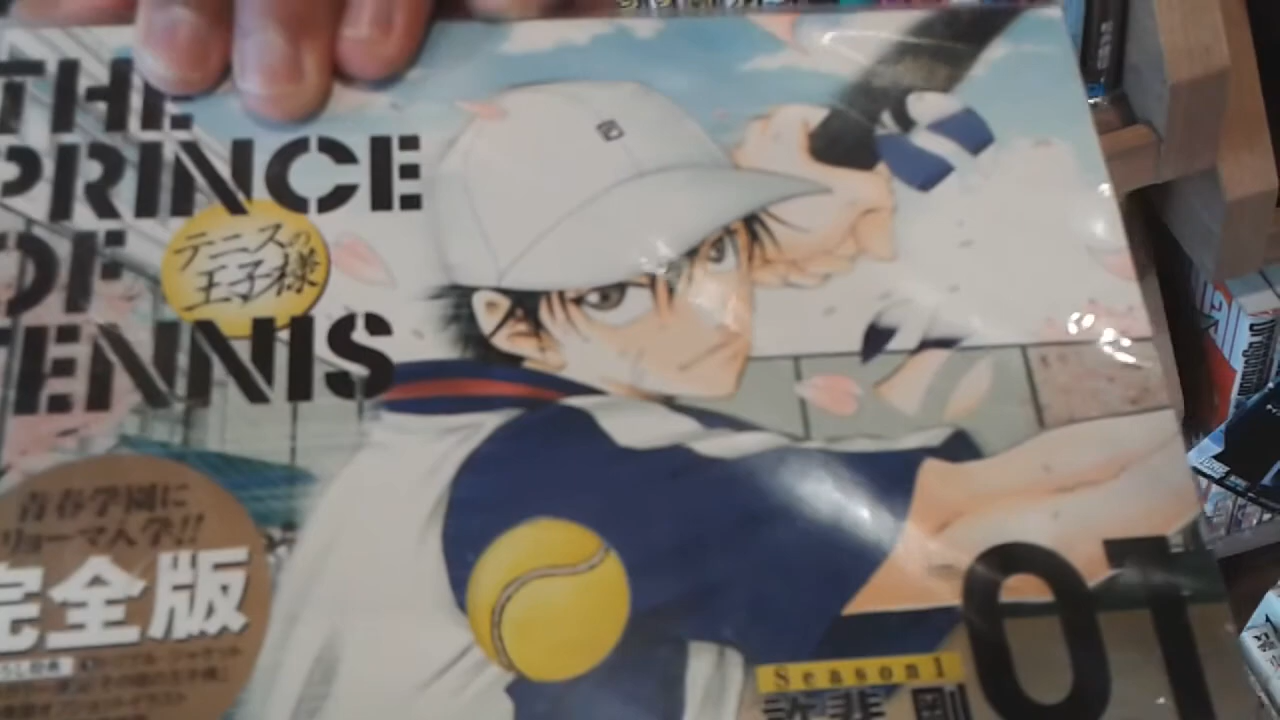 THE
PRINCE
OF
TENNIS
テニスの
王子様
青春学園に
リョーマ入学!!
完全版
Season1
許斐 剛
01